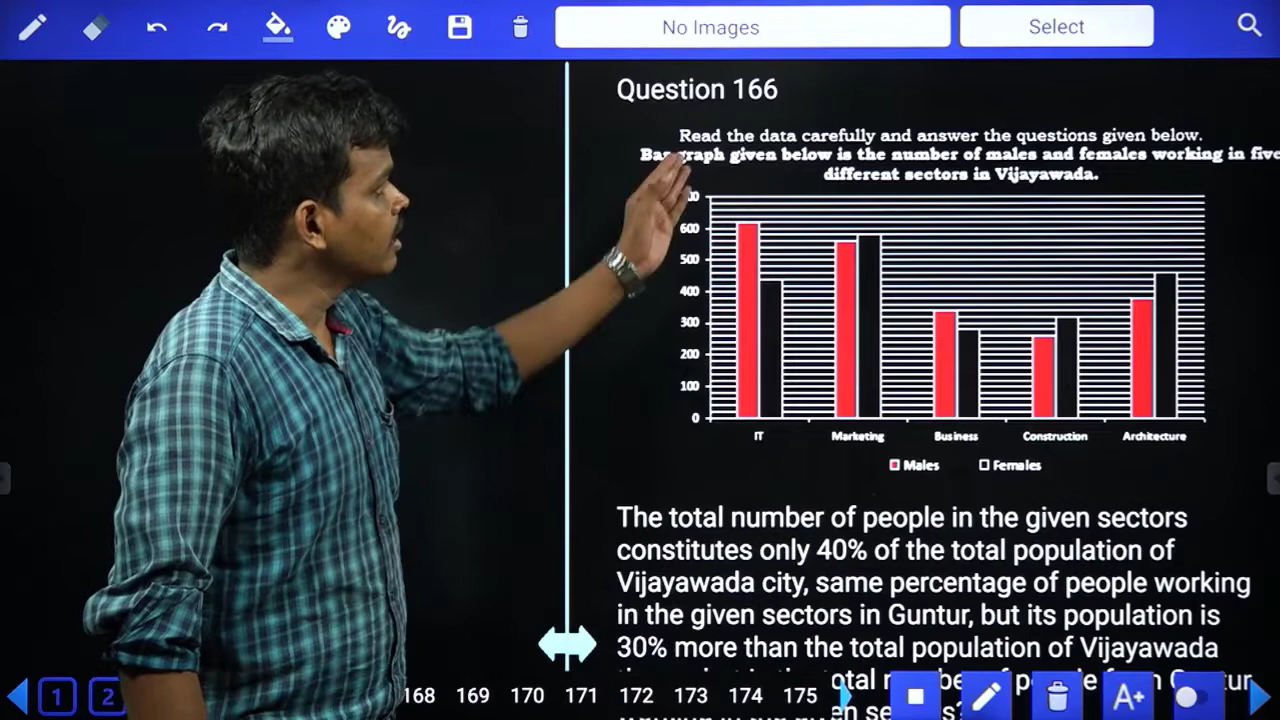 No Images
Select
Question 166
Read the data carefully and answer the questions given below.
graph given below is the number of males and females working in five
different sectors in Vijayawada.
600
500
400
300
200
100
0
IT Marketing Business Construction Architecture
Males Females
The total number of people in the given sectors
constitutes only 40% of the total population of
Vijayawada city, same percentage of people working
in the given sectors in Guntur, but its population is
30% more than the total population of Vijayawada
1 2 168 169 170 171 172 173 174 175 A+